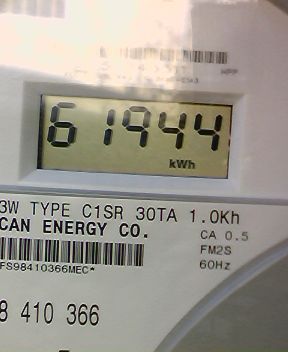 61944
kWh
3W TYPE C1SR 30TA 1.0Kh
CAN ENERGY CO.
CA 0.5
FM2S
60Hz
FS98410366MEC*
8 410 366